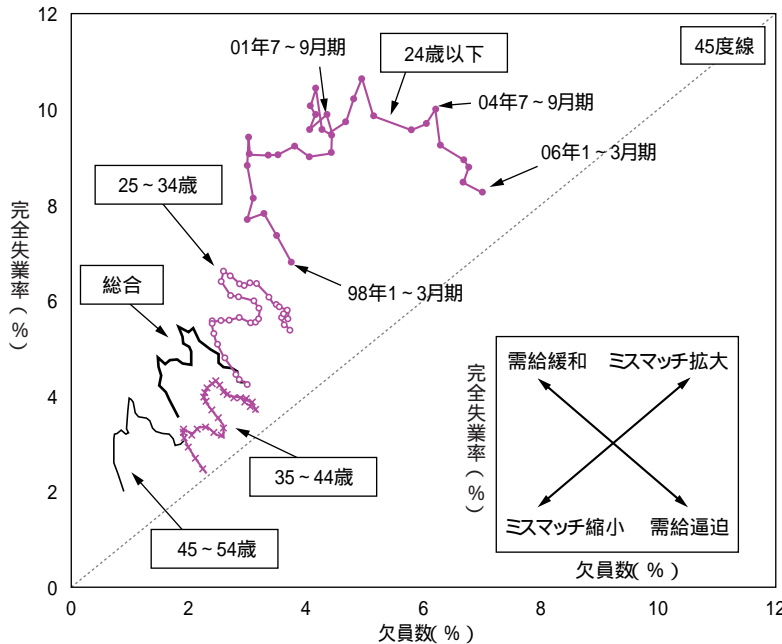 12
10
8
6
4
2
0
0
2
4
6
8
10
12
完全失業率(%)
欠員数(%)
01年7~9月期
24歳以下
45度線
04年7~9月期
06年1~3月期
25~34歳
98年1~3月期
総合
35~44歳
45~54歳
需給緩和 ミスマッチ拡大
ミスマッチ縮小 需給逼迫
完全失業率(%)
欠員数(%)